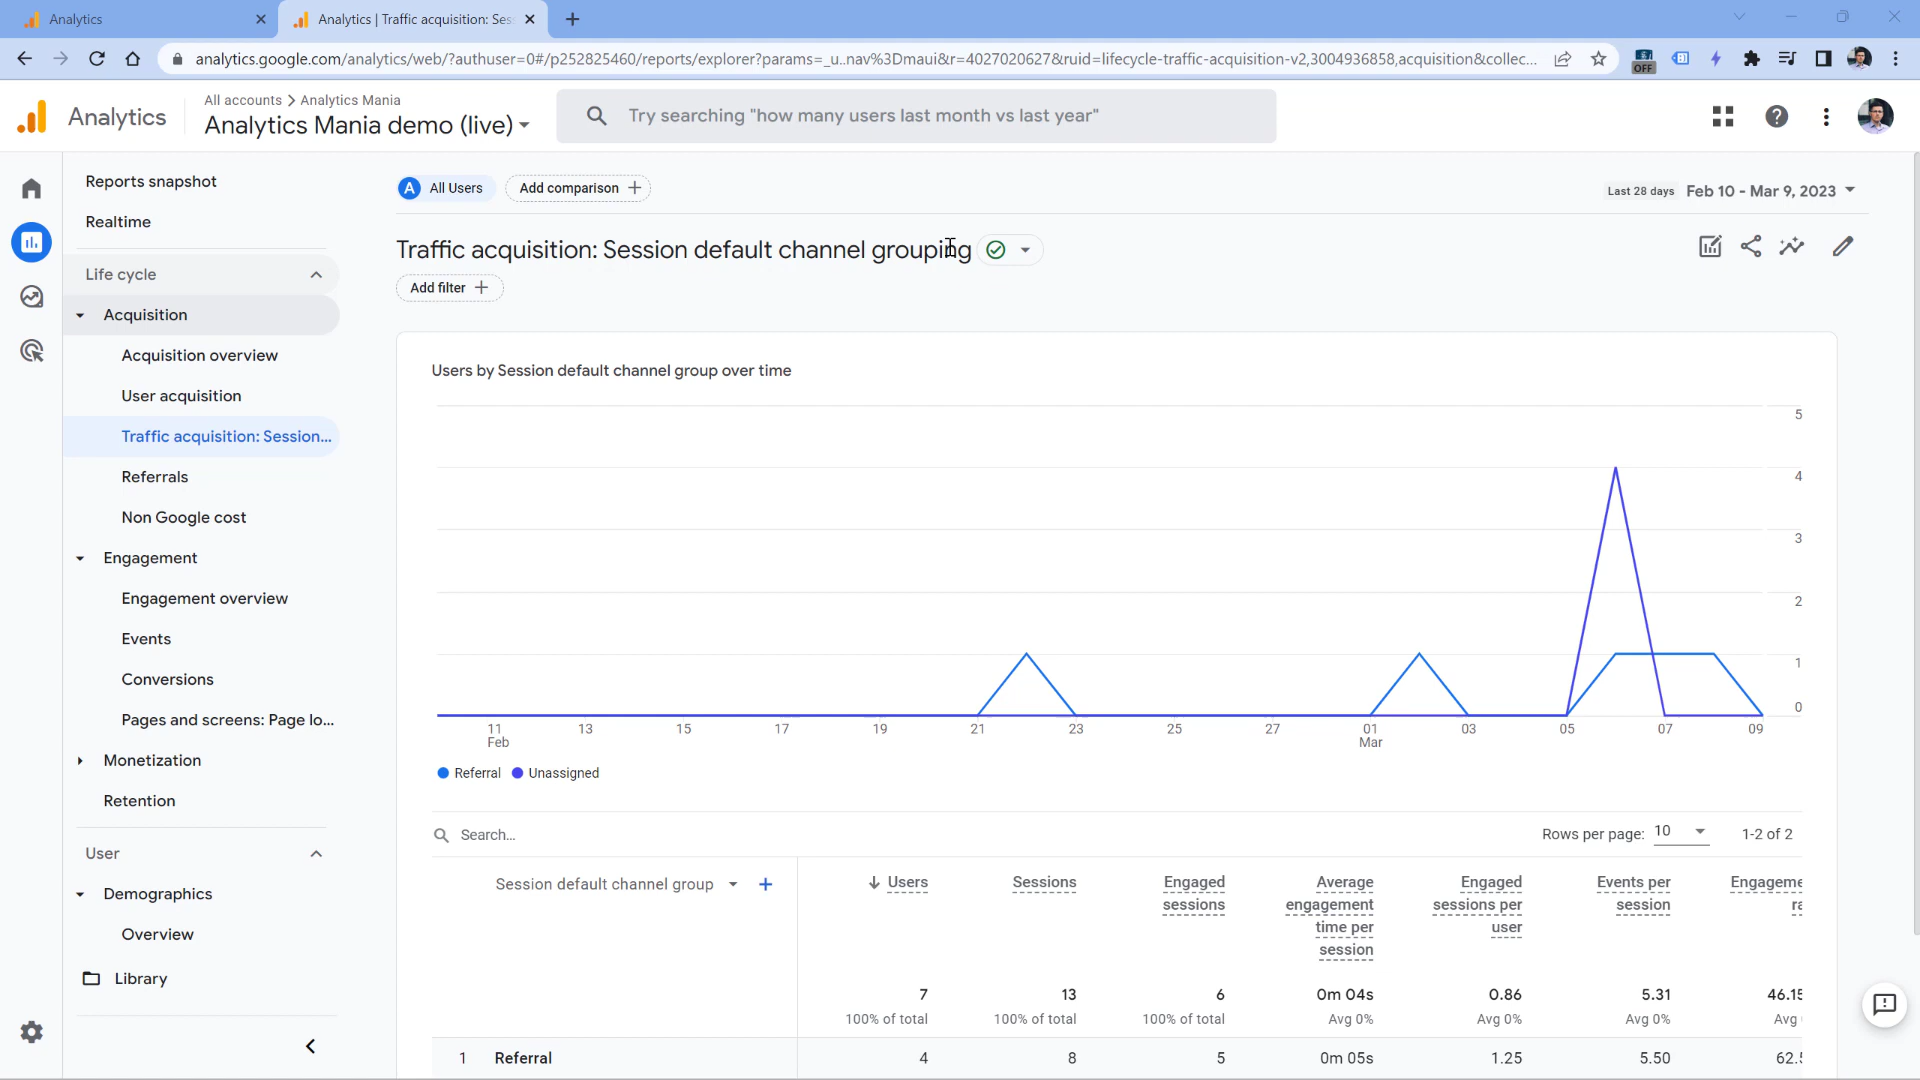 Analytics
Analytics | Traffic acquisition: Ses
analytics.google.com/analytics/web/?authuser=0#/p252825460/reports/explorer?params=_u..nav%3Dmaui&r=4027020627&ruid=lifecycle-traffic-acquisition-v2,3004936858,acquisition&collec...
OFF
Analytics
All accounts > Analytics Mania
Analytics Mania demo (live)
Try searching "how many users last month vs last year"
Reports snapshot
Realtime
Life cycle
Acquisition
Acquisition overview
User acquisition
Traffic acquisition: Session...
Referrals
Non Google cost
Engagement
Engagement overview
Events
Conversions
Pages and screens: Page lo...
Monetization
Retention
User
Demographics
Overview
Library
A All Users
Add comparison +
Last 28 days Feb 10 - Mar 9, 2023
Traffic acquisition: Session default channel grouping
Add filter +
Users by Session default channel group over time
5
4
3
2
1
0
11 Feb 13 15 17 19 21 23 25 27 01 Mar 03 05 07 09
Referral Unassigned
Search...
Rows per page: 10 1-2 of 2
Session default channel group +
Users
Sessions
Engaged sessions
Average engagement time per session
Engaged sessions per user
Events per session
7 13 6 0m 04s 0.86 5.31 46.15
100% of total 100% of total 100% of total Avg 0% Avg 0% Avg 0% Avg
1 Referral 4 8 5 0m 05s 1.25 5.50 62.5